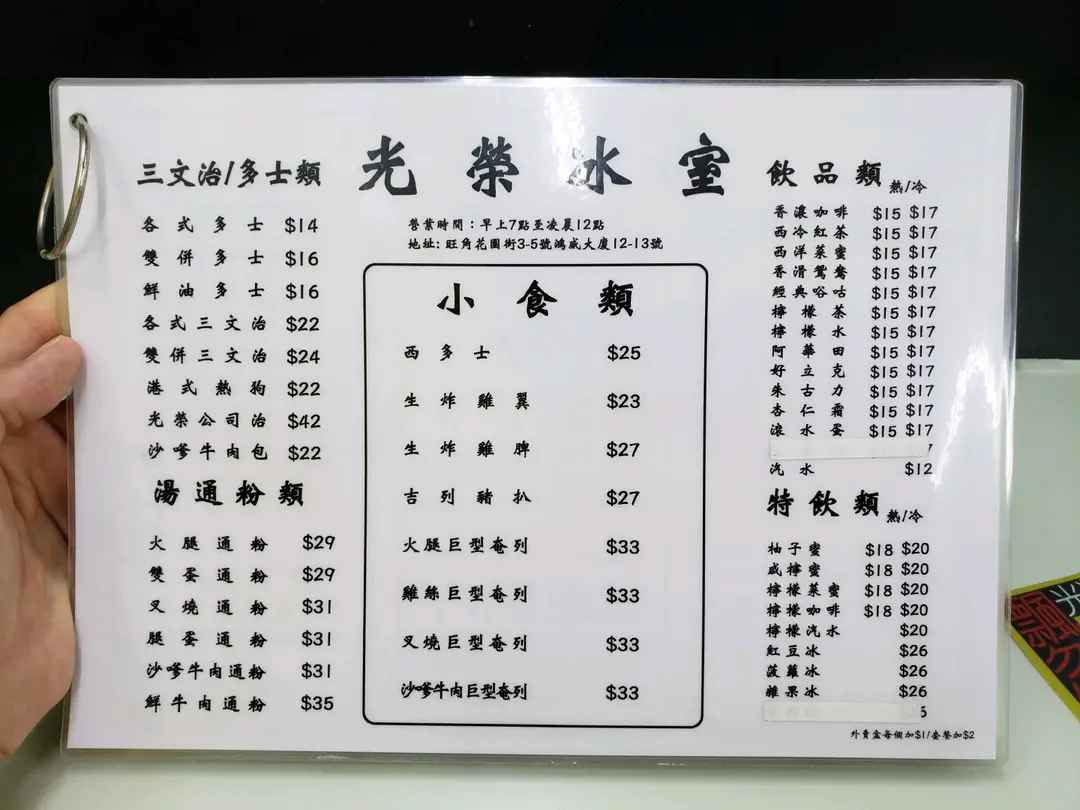 光榮冰室
營業時間：早上7點至凌晨12點
地址: 旺角花園街3-5號鴻威大廈12-13號
三文治/多士類
各式多士 $14
雙併多士 $16
鮮油多士 $16
各式三文治 $22
雙併三文治 $24
港式熱狗 $22
光榮公司治 $42
沙嗲牛肉包 $22
湯通粉類
火腿通粉 $29
雙蛋通粉 $29
叉燒通粉 $31
腿蛋通粉 $31
沙嗲牛肉通粉 $31
鮮牛肉通粉 $35
小食類
西多士 $25
生炸雞翼 $23
生炸雞脾 $27
吉列豬扒 $27
火腿巨型奄列 $33
雞絲巨型奄列 $33
叉燒巨型奄列 $33
沙嗲牛肉巨型奄列 $33
飲品類 熱/冷
香濃咖啡 $15 $17
西冷紅茶 $15 $17
西洋菜蜜 $15 $17
香滑鴛鴦 $15 $17
經典唂咕 $15 $17
檸檬茶 $15 $17
檸檬水 $15 $17
阿華田 $15 $17
好立克 $15 $17
朱古力 $15 $17
杏仁霜 $15 $17
滾水蛋 $15 $17
汽水 $12
特飲類 熱/冷
柚子蜜 $18 $20
咸檸蜜 $18 $20
檸檬菜蜜 $18 $20
檸檬咖啡 $18 $20
檸檬汽水 $20
紅豆冰 $26
菠蘿冰 $26
雜果冰 $26
外賣盒每個加$1/套餐加$2